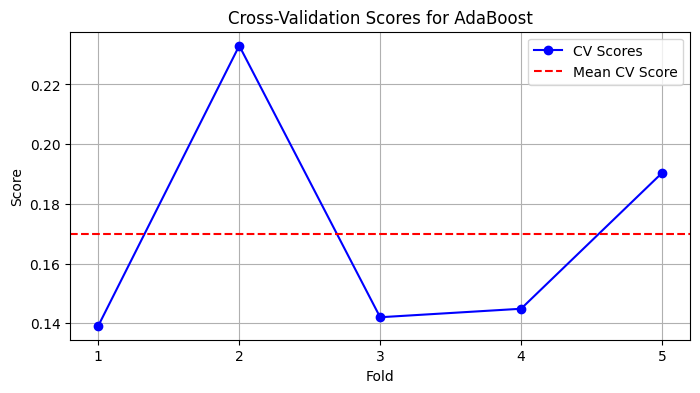 Cross-Validation Scores for AdaBoost
CV Scores
Mean CV Score
Score
0.22
0.20
0.18
0.16
0.14
1 2 3 4 5
Fold